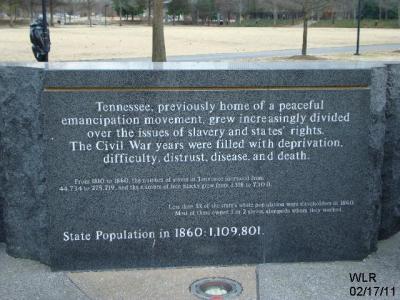 Tennessee, previously home of a peaceful
emancipation movement, grew increasingly divided
over the issues of slavery and states' rights.
The Civil War years were filled with deprivation,
difficulty, distrust, disease, and death.
From 1810 to 1860, the number of slaves in Tennessee increased from
44,734 to 275,719, and the number of free blacks grew from 1,318 to 7,300.
Less than 5% of the state's white population were slaveholders in 1860
Most of those owned 1 or 2 slaves, alongside whom they worked.
State Population in 1860: 1,109,801.
WLR
02/17/11